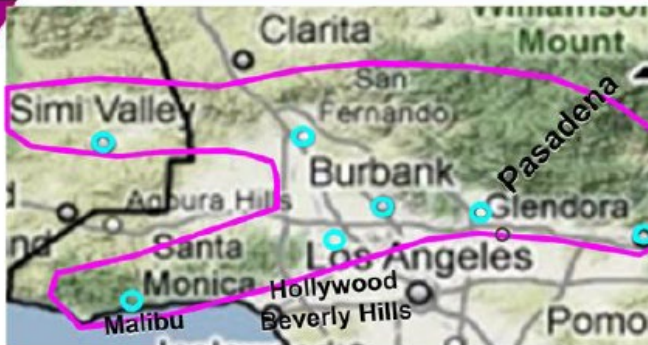 Clarita
Mount
San
Fernando
Simi Valley
Pasadena
Burbank
Agoura Hills
Glendora
Santa
Monica
Los Angeles
Hollywood
Beverly Hills
Malibu
Pomo